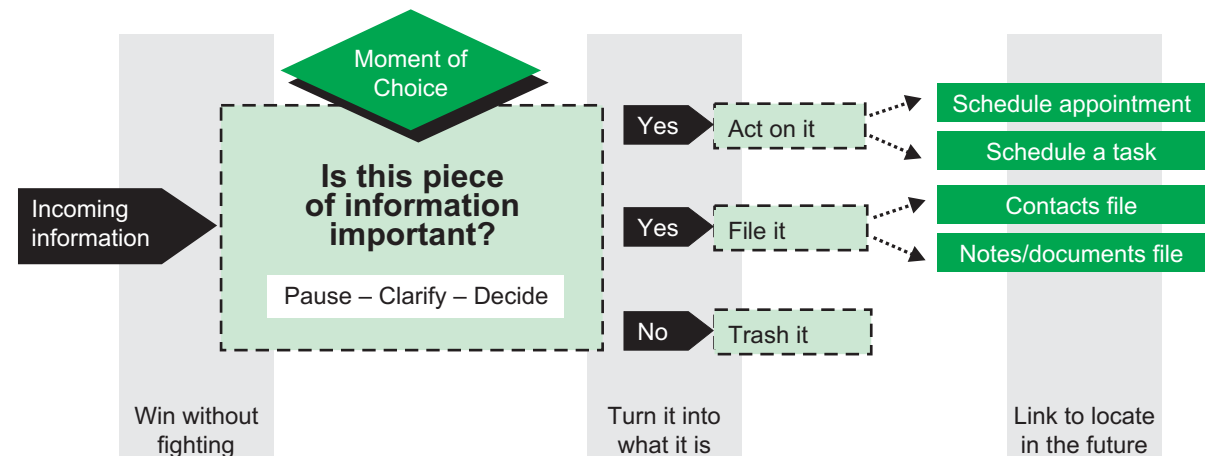 Moment of
Choice
Incoming
information
Is this piece
of information
important?
Pause – Clarify – Decide
Yes
Act on it
Schedule appointment
Schedule a task
Yes
File it
Contacts file
Notes/documents file
No
Trash it
Win without
fighting
Turn it into
what it is
Link to locate
in the future